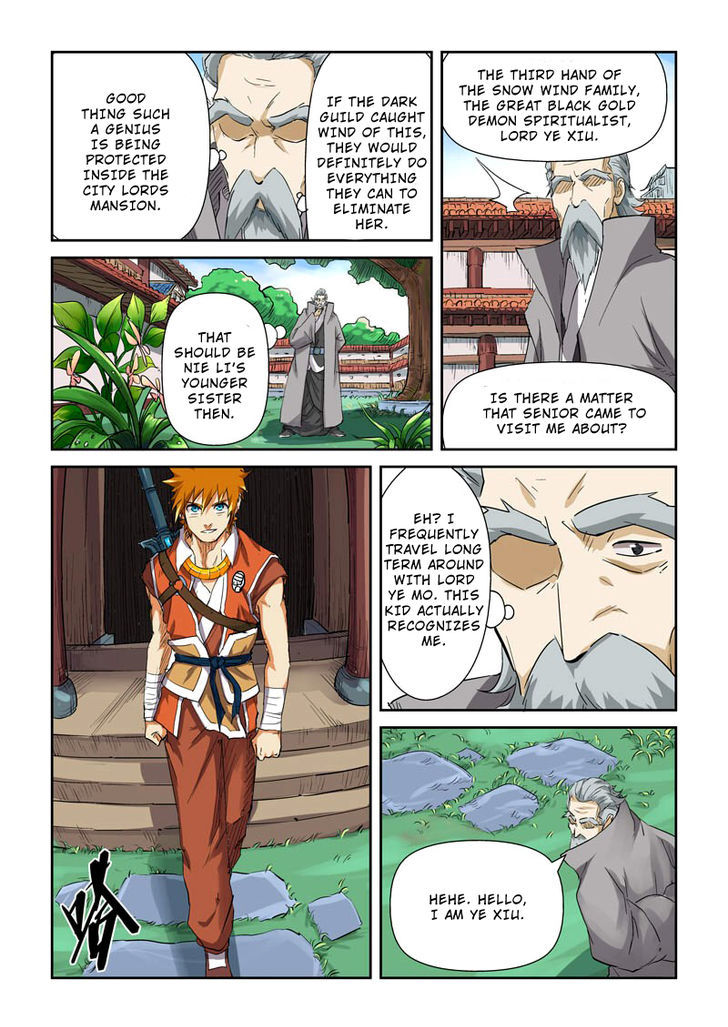 GOOD
THING SUCH
A GENIUS
IS BEING
PROTECTED
INSIDE THE
CITY LORDS
MANSION.
IF THE DARK
GUILD CAUGHT
WIND OF THIS,
THEY WOULD
DEFINITELY DO
EVERYTHING
THEY CAN TO
ELIMINATE
HER.
THE THIRD HAND OF
THE SNOW WIND FAMILY,
THE GREAT BLACK GOLD
DEMON SPIRITUALIST,
LORD YE XIU.
THAT
SHOULD BE
NIE LI'S
YOUNGER
SISTER
THEN.
IS THERE A MATTER
THAT SENIOR CAME TO
VISIT ME ABOUT?
哈
EH? I
FREQUENTLY
TRAVEL LONG
TERM AROUND
WITH LORD
YE MO. THIS
KID ACTUALLY
RECOGNIZES
ME.
HEHE. HELLO,
I AM YE XIU.